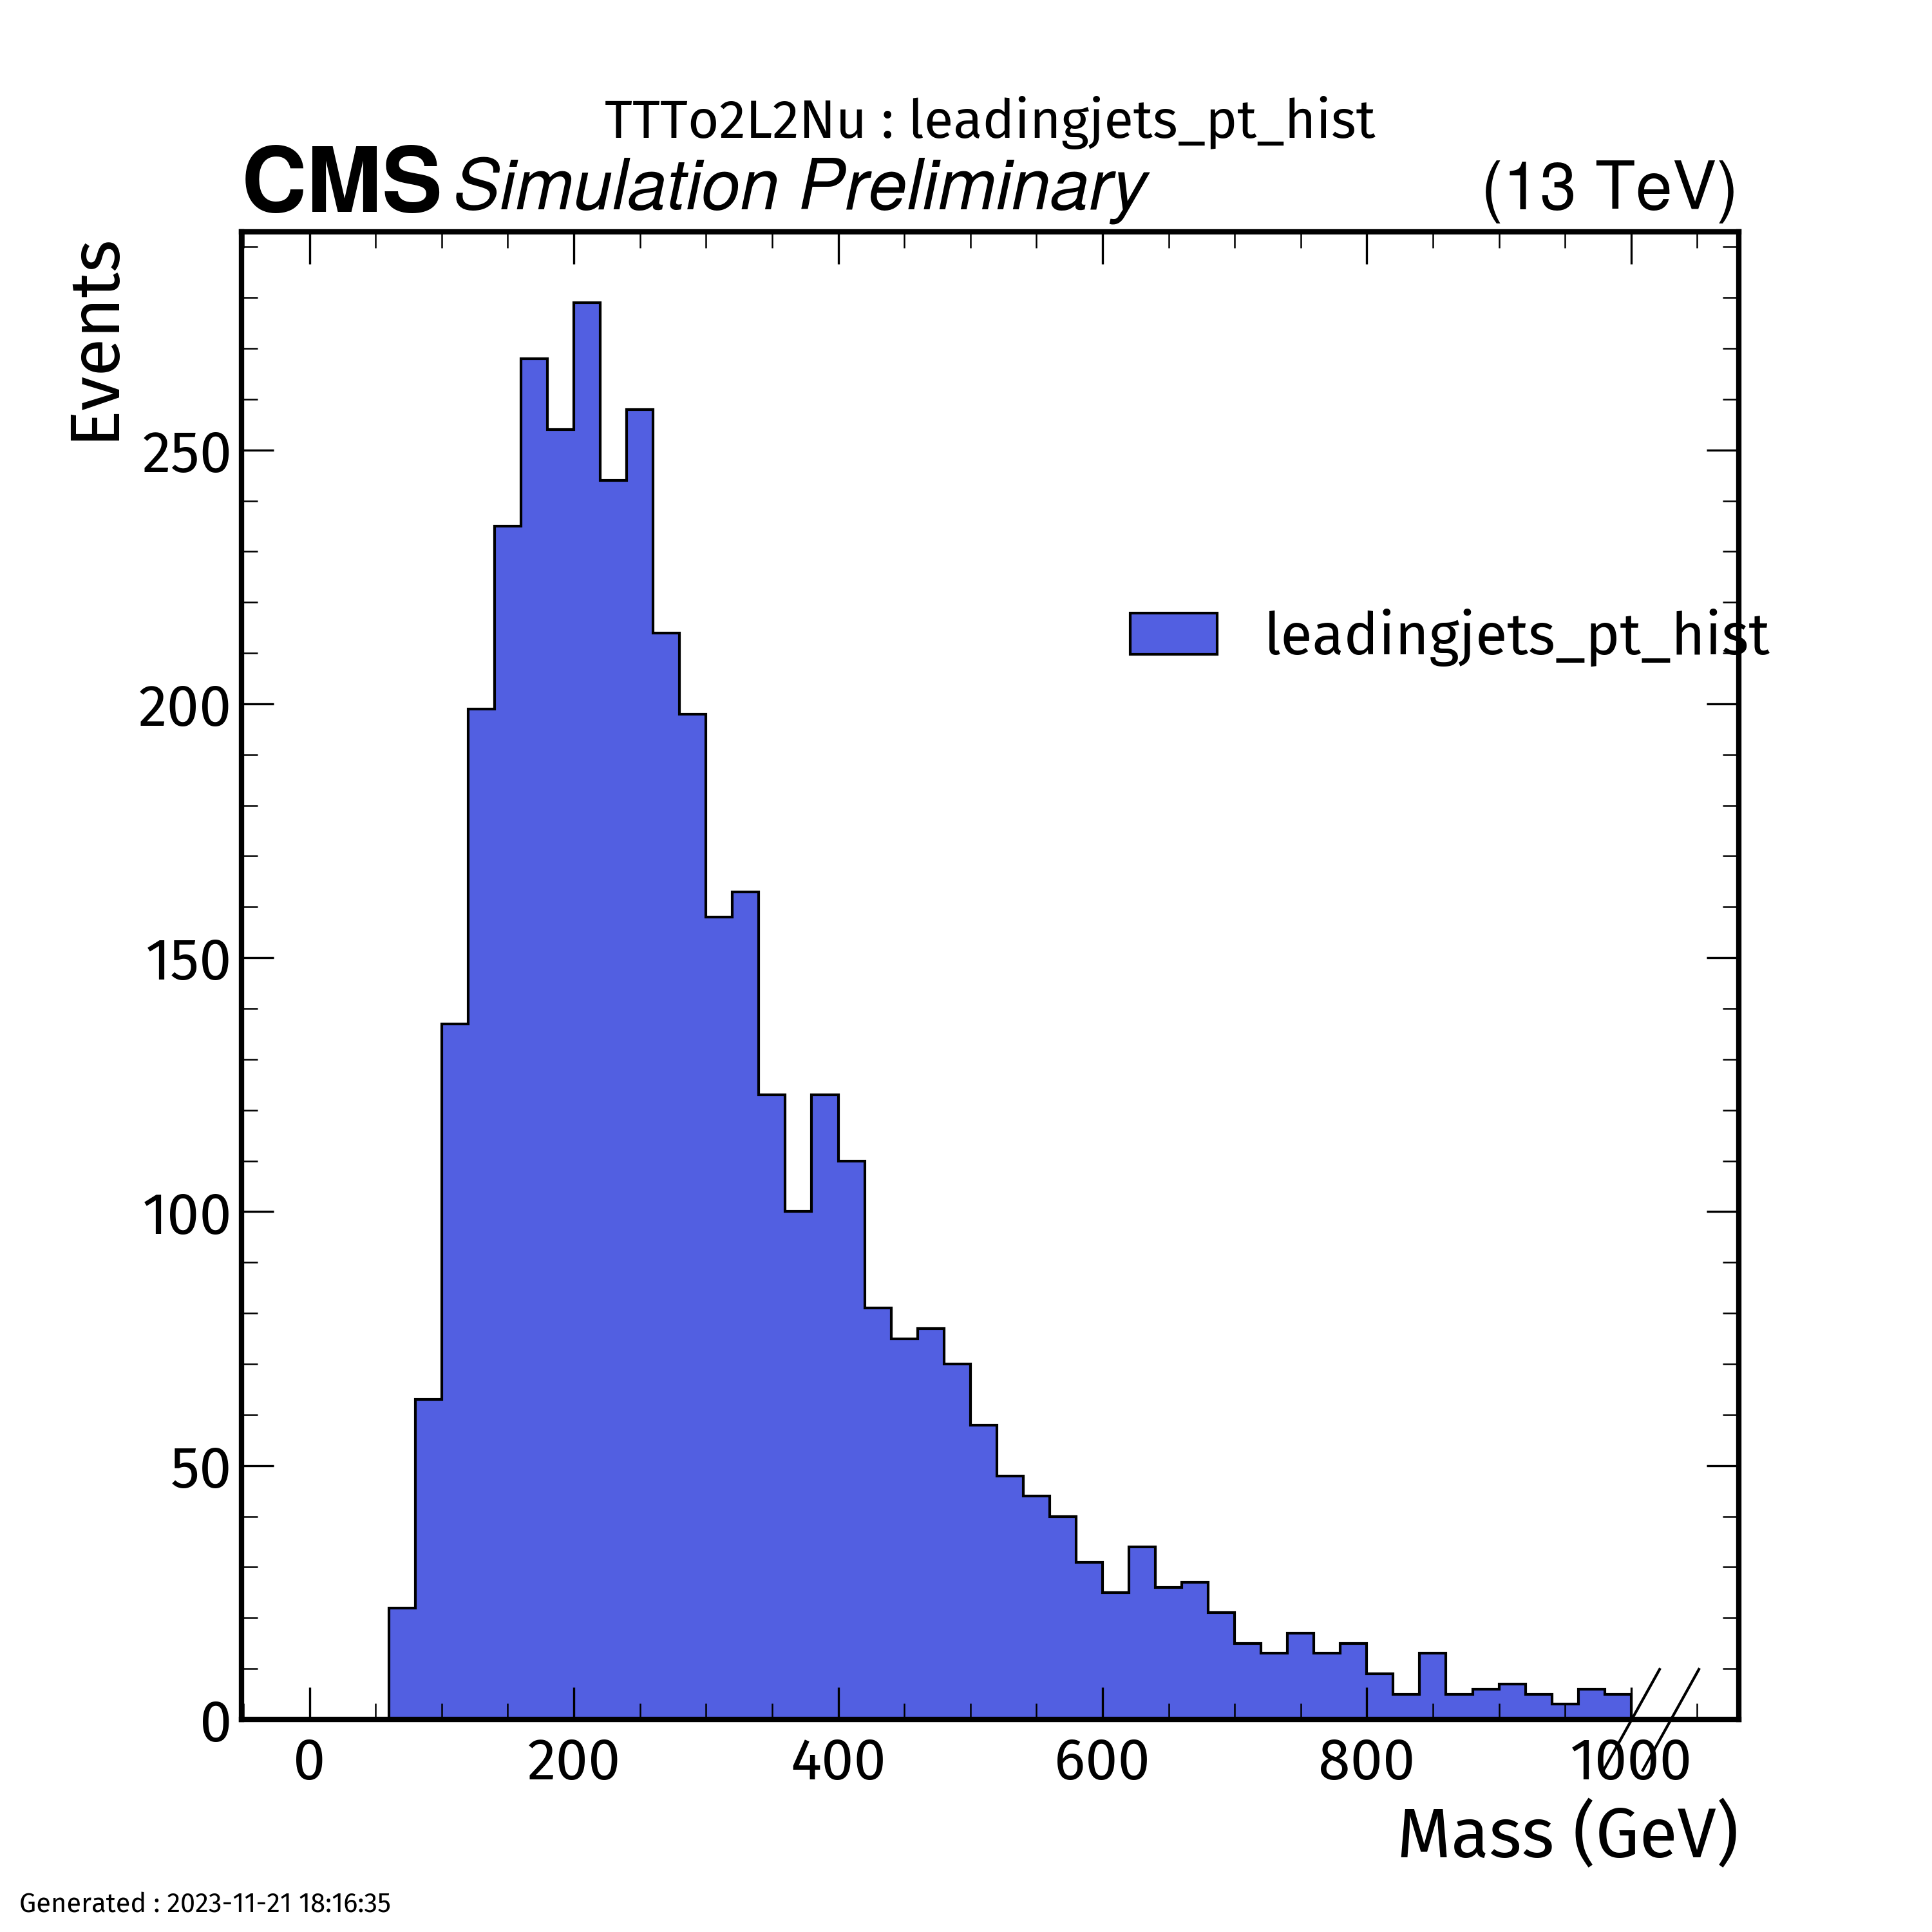 TTTo2L2Nu : leadingjets_pt_hist
CMS Simulation Preliminary (13 TeV)
Events
250
200
150
100
50
0
leadingjets_pt_hist
0 200 400 600 800 1000
Mass (GeV)
Generated : 2023-11-21 18:16:35